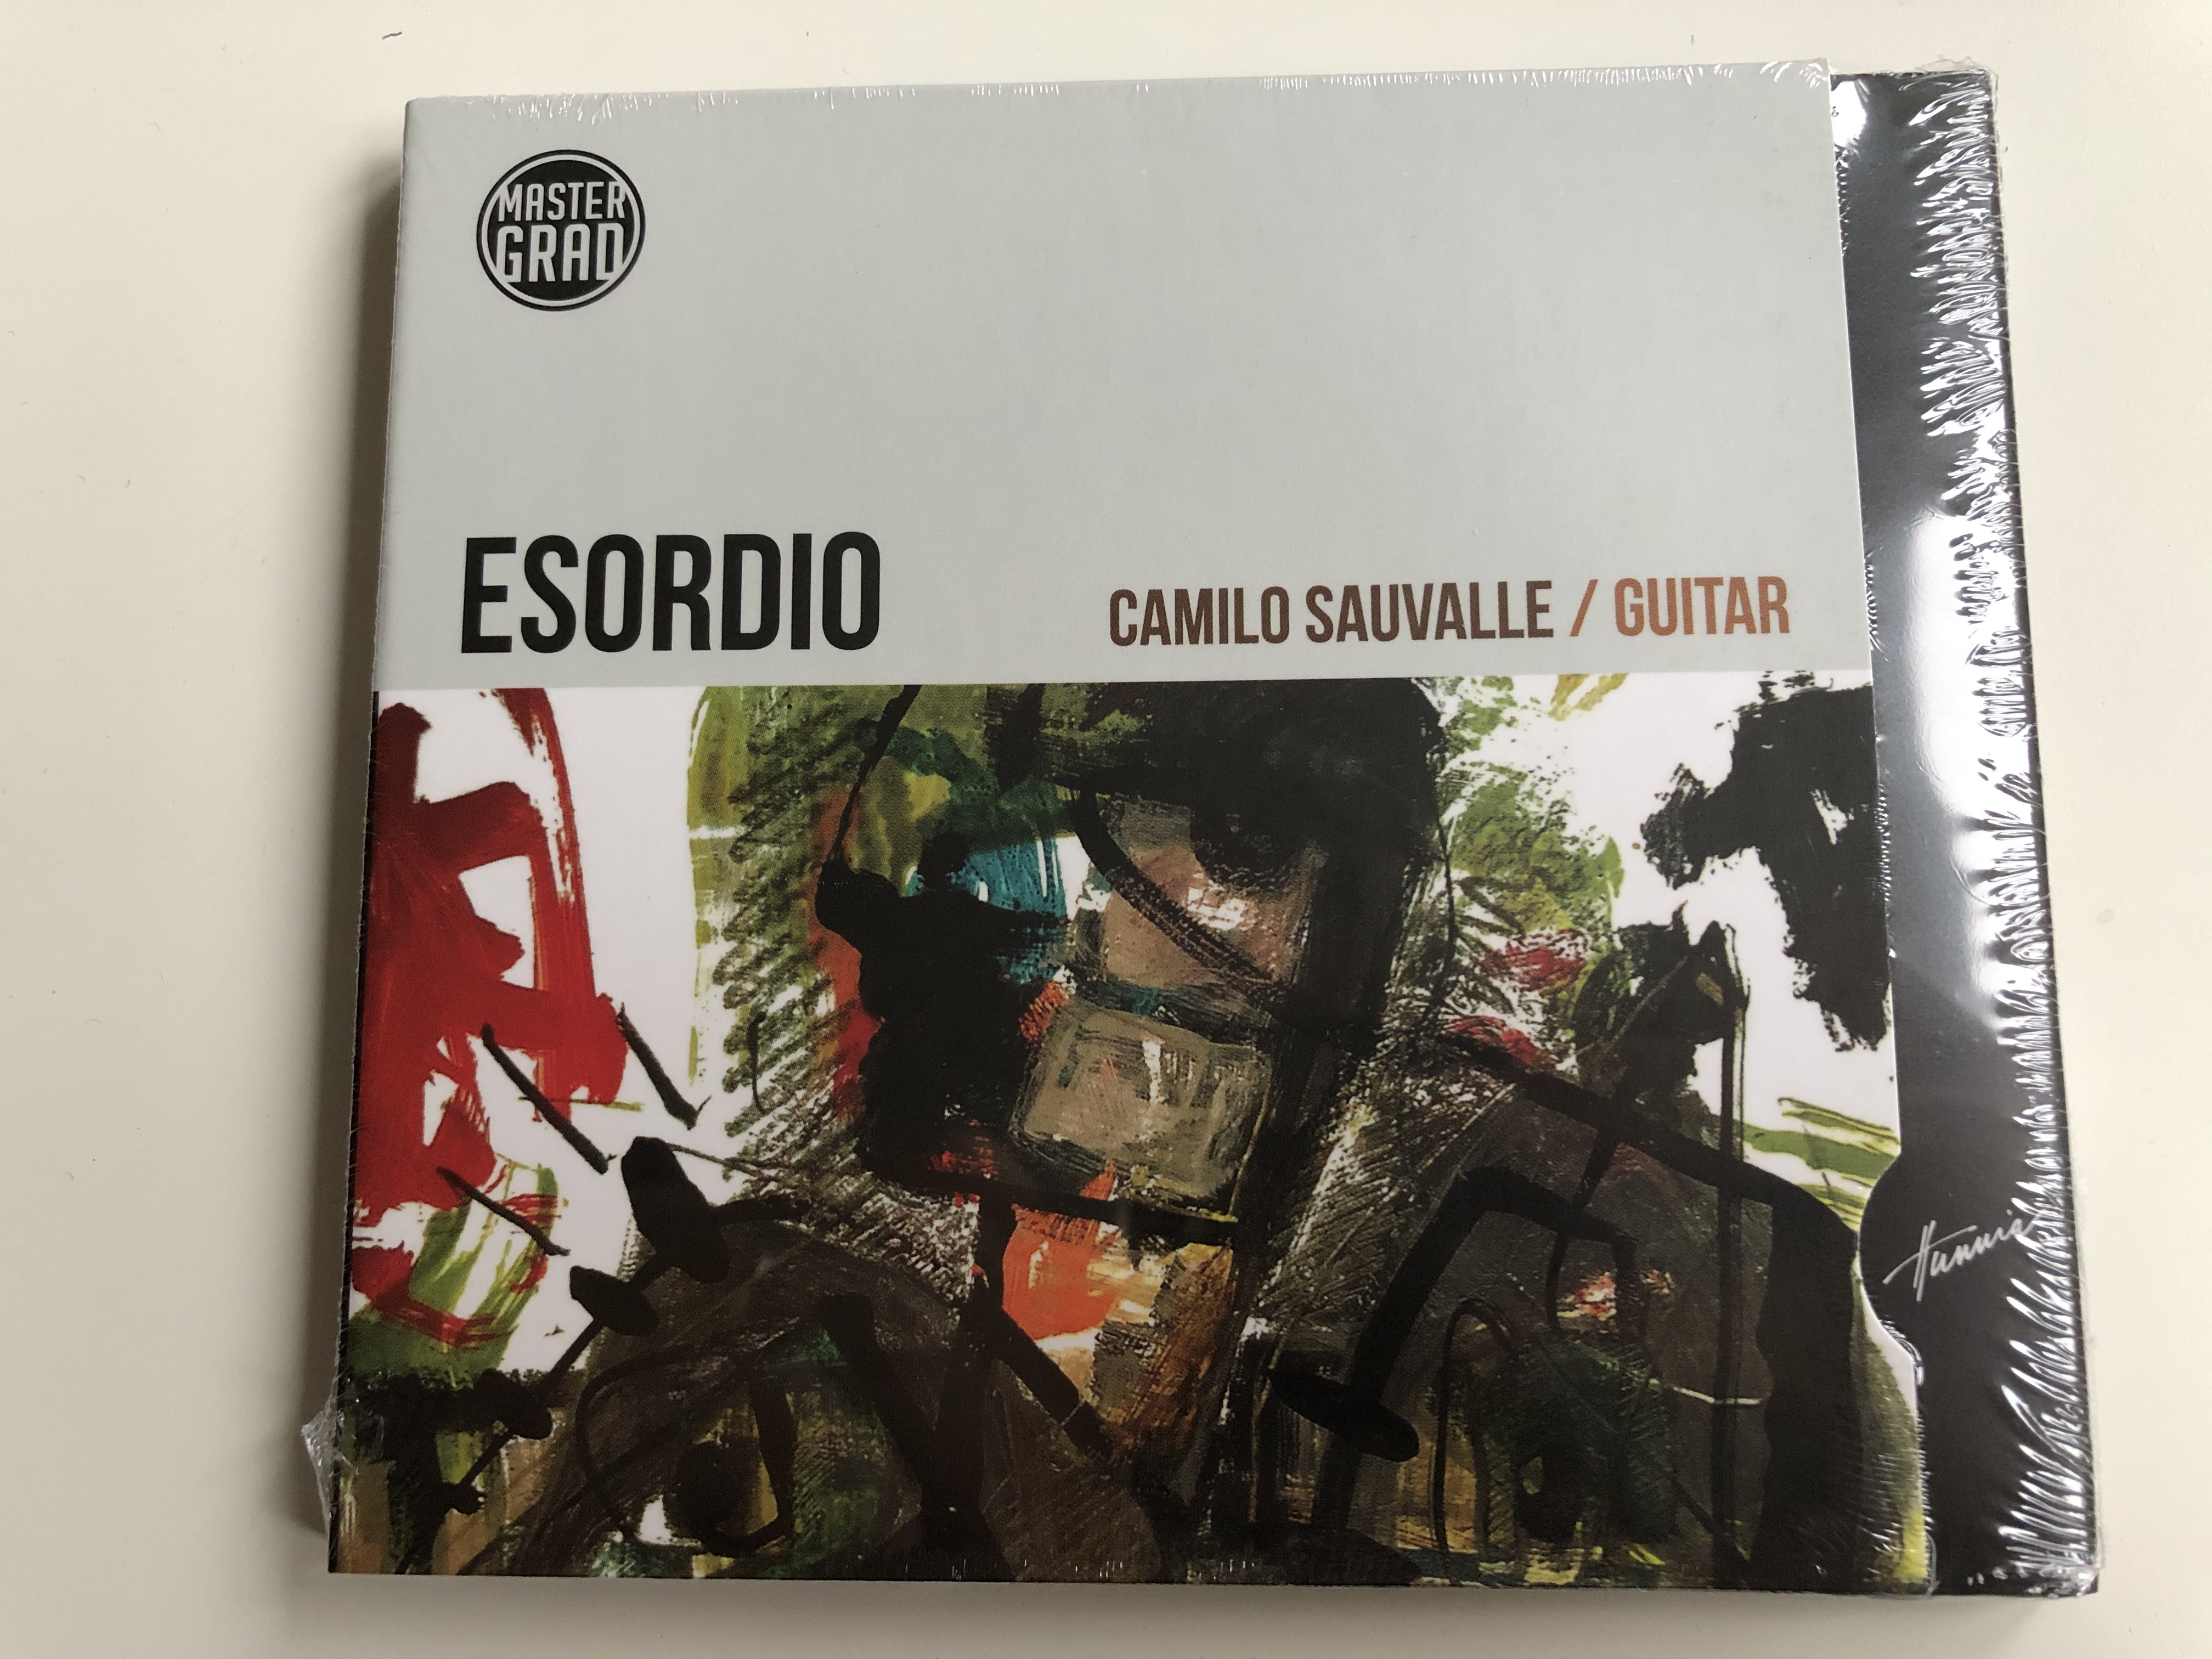 MASTER
GRAD
ESORDIO
CAMILO SAUVALLE / GUITAR